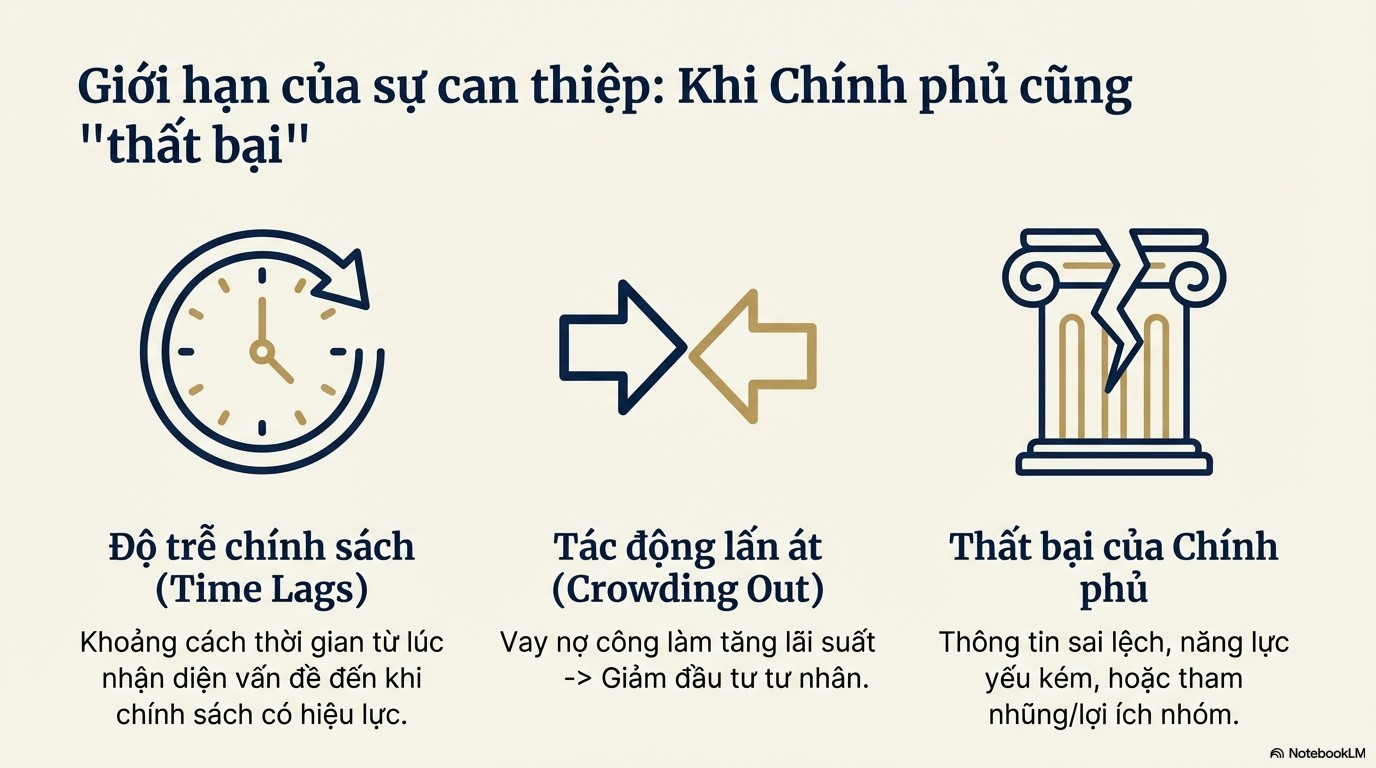 Giới hạn của sự can thiệp: Khi Chính phủ cũng
"thất bại"
Độ trễ chính sách
(Time Lags)
Khoảng cách thời gian từ lúc
nhận diện vấn đề đến khi
chính sách có hiệu lực.
Tác động lấn át
(Crowding Out)
Vay nợ công làm tăng lãi suất
-> Giảm đầu tư tư nhân.
Thất bại của Chính
phủ
Thông tin sai lệch, năng lực
yếu kém, hoặc tham
nhũng/lợi ích nhóm.
NotebookLM